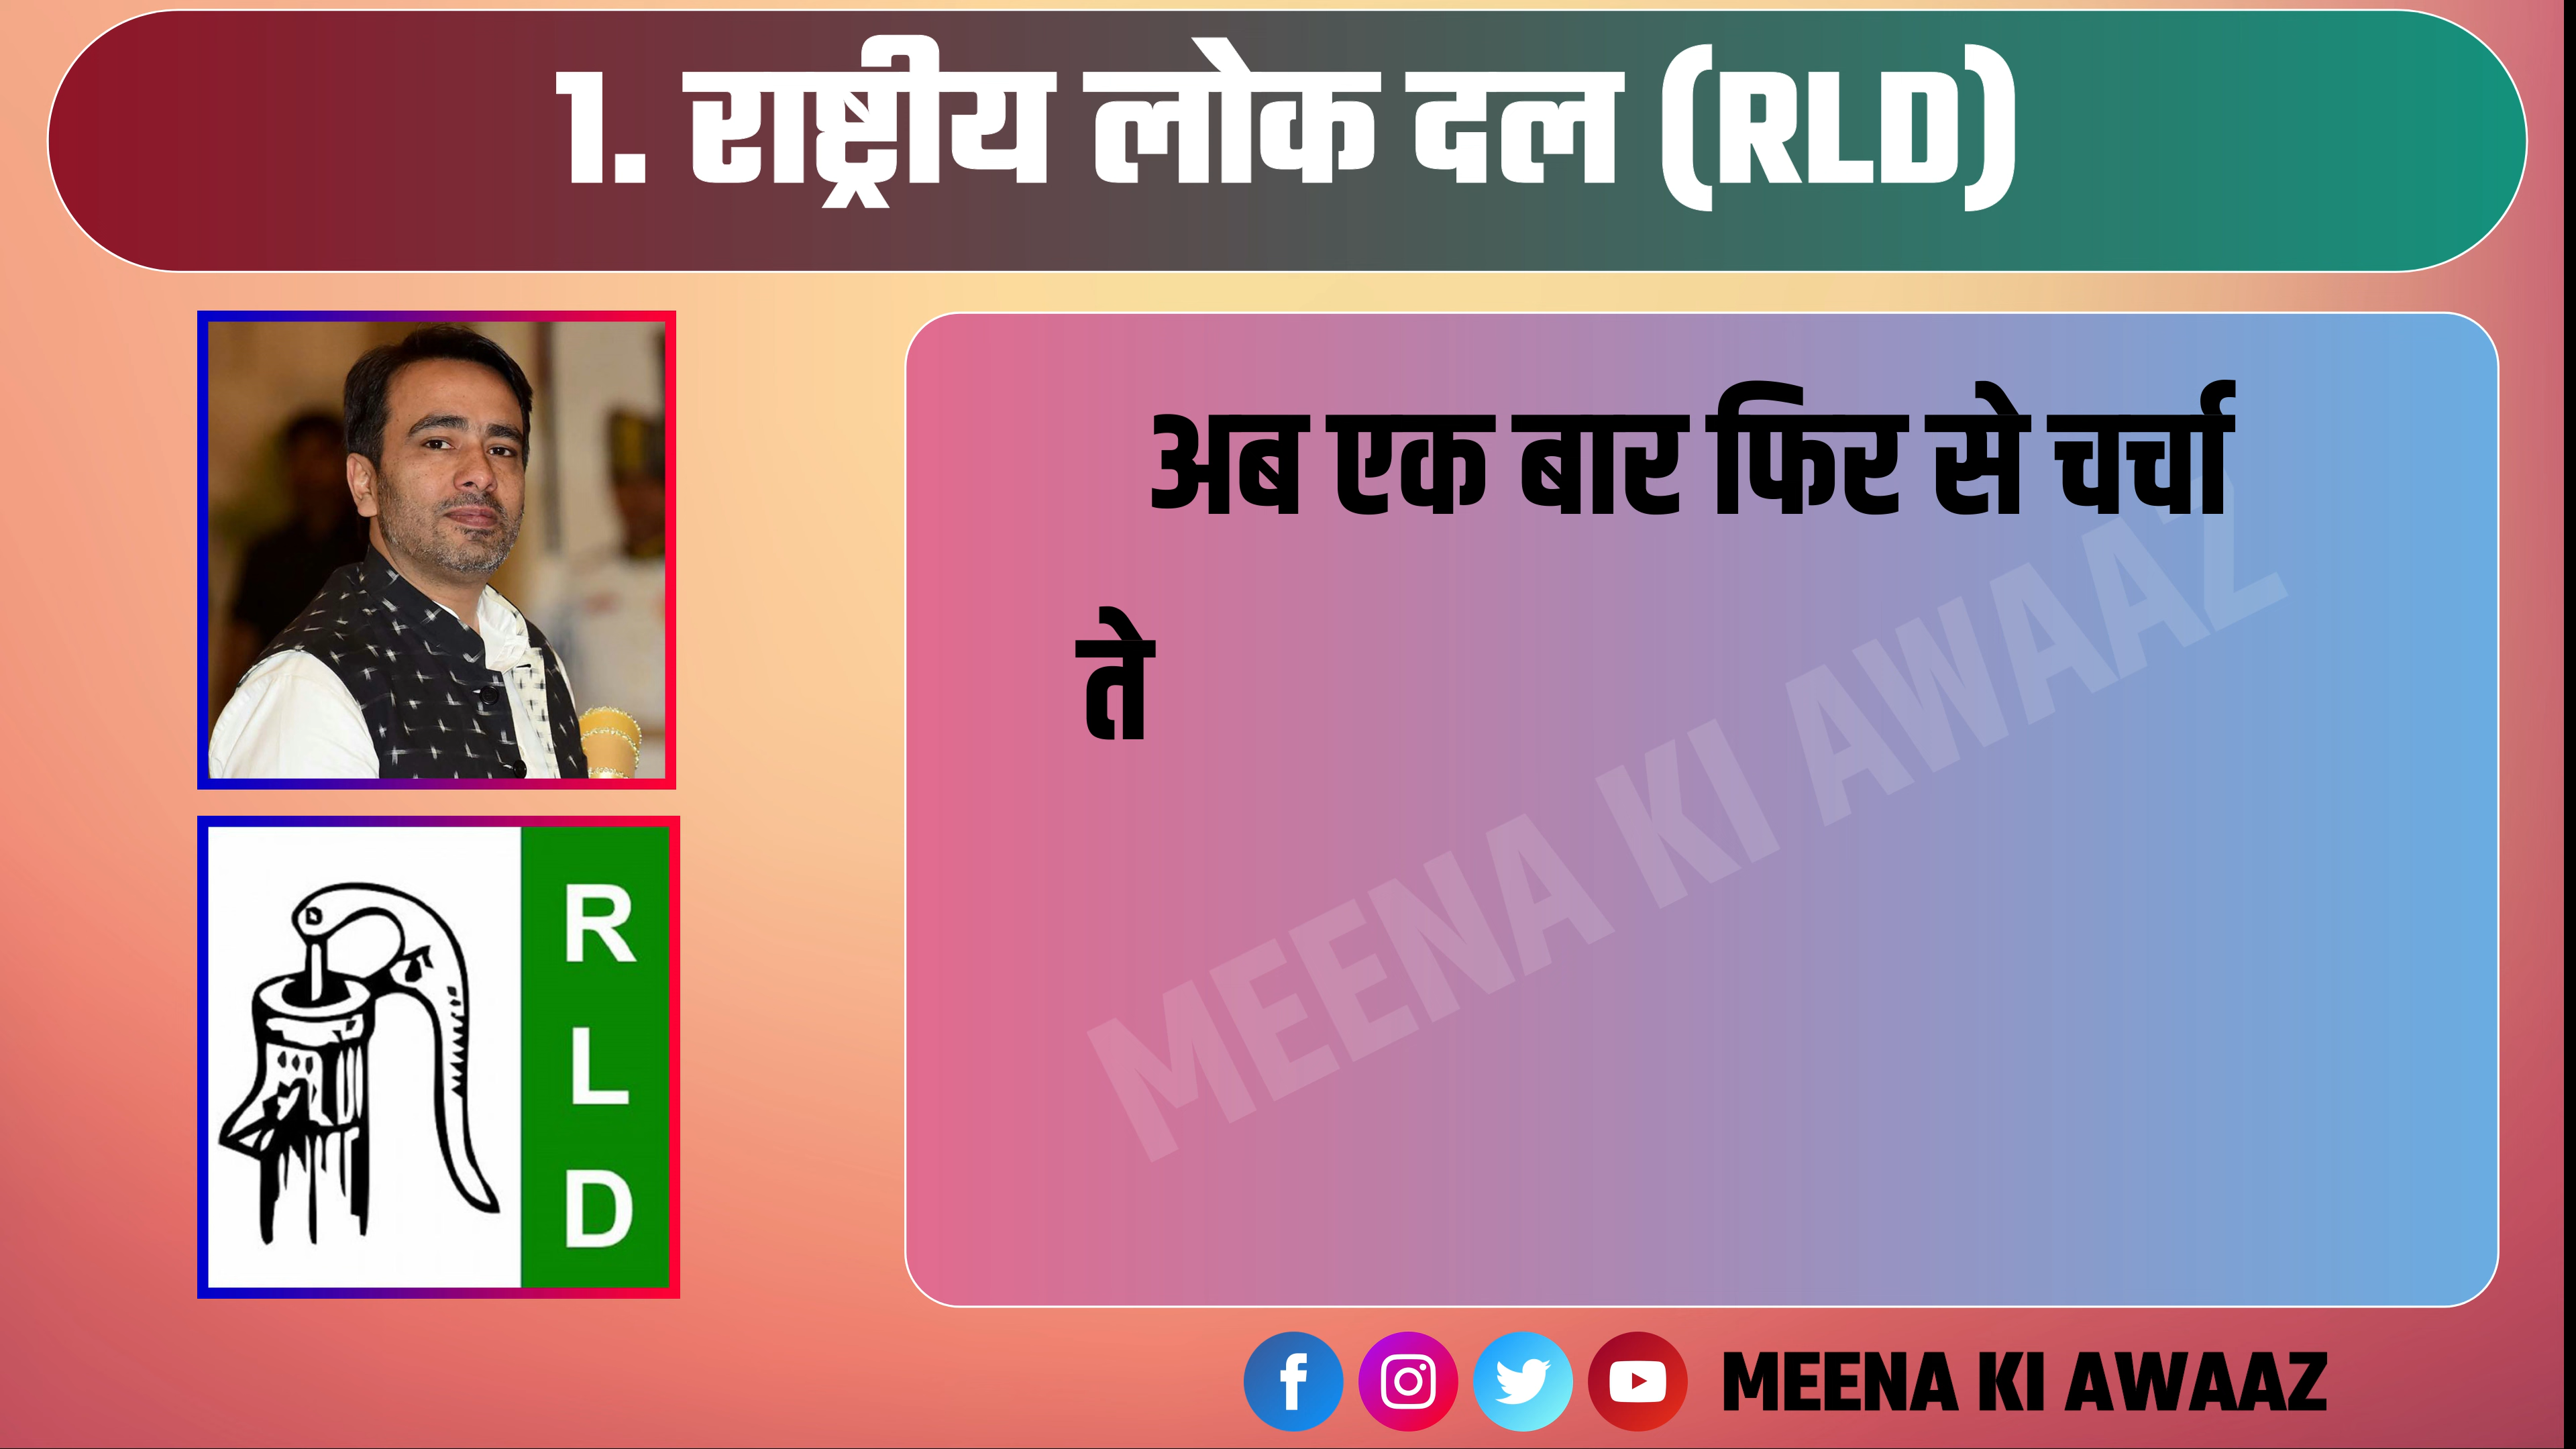 1. राष्ट्रीय लोक दल (RLD)
अब एक बार फिर से चर्चा
ते
MEENA KI AWAAZ
R
L
D
MEENA KI AWAAZ